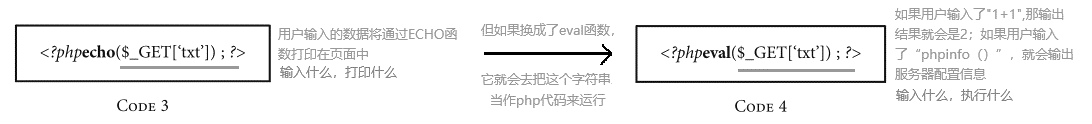 <?phpecho($_GET[‘txt’]) ; ?>
CODE 3
用户输入的数据将通过ECHO函
数打印在页面中
输入什么，打印什么
但如果换成了eval函数，
它就会去把这个字符串
当作php代码来运行
<?phpeval($_GET[‘txt’]) ; ?>
CODE 4
如果用户输入了"1+1",那输出
结果就会是2；如果用户输入
了“phpinfo（）”，就会输出
服务器配置信息
输入什么，执行什么